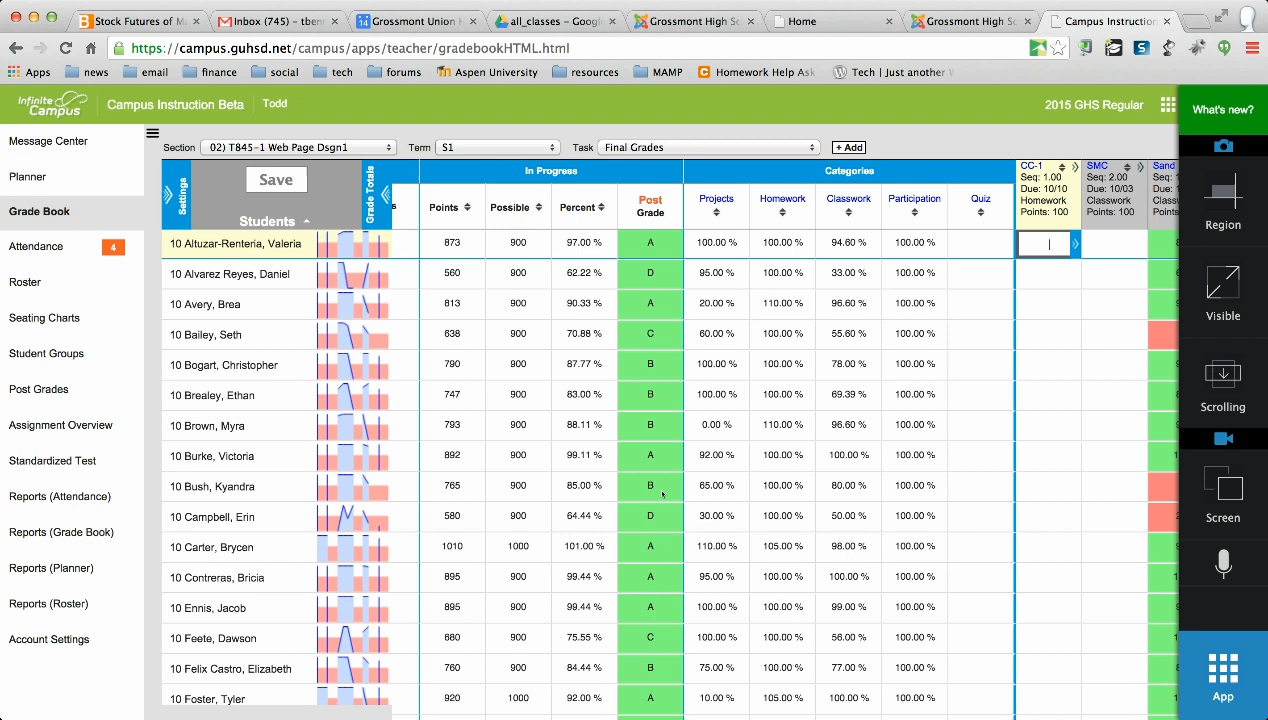 Stock Futures of M
Inbox (745) – tben
Grossmont Union H
all_classes – Googl
Grossmont High S
Home
Grossmont High S
Campus Instruction
https://campus.guhsd.net/campus/apps/teacher/gradebookHTML.html
Apps news email finance social tech forums Aspen University resources MAMP Homework Help Ask Tech | Just another
Infinite Campus
Campus Instruction Beta
Todd
2015 GHS Regular
What's new?
Message Center
Planner
Grade Book
Attendance 4
Roster
Seating Charts
Student Groups
Post Grades
Assignment Overview
Standardized Test
Reports (Attendance)
Reports (Grade Book)
Reports (Planner)
Reports (Roster)
Account Settings
Section 02) T845-1 Web Page Dsgn1 Term S1 Task Final Grades + Add
Settings
Save
Students
Grade Totals
In Progress
Categories
s Points Possible Percent Post Grade Projects Homework Classwork Participation Quiz
CC-1
Seq: 1.00
Due: 10/10
Homework
Points: 100
SMC
Seq: 2.00
Due: 10/03
Classwork
Points: 100
Sand
Seq:
Due:
Class
Points
10 Altuzar-Renteria, Valeria 873 900 97.00 % A 100.00 % 100.00 % 94.60 % 100.00 %
10 Alvarez Reyes, Daniel 560 900 62.22 % D 95.00 % 100.00 % 33.00 % 100.00 %
10 Avery, Brea 813 900 90.33 % A 20.00 % 110.00 % 96.60 % 100.00 %
10 Bailey, Seth 638 900 70.88 % C 60.00 % 100.00 % 55.60 % 100.00 %
10 Bogart, Christopher 790 900 87.77 % B 100.00 % 100.00 % 78.00 % 100.00 %
10 Brealey, Ethan 747 900 83.00 % B 100.00 % 100.00 % 69.39 % 100.00 %
10 Brown, Myra 793 900 88.11 % B 0.00 % 110.00 % 96.60 % 100.00 %
10 Burke, Victoria 892 900 99.11 % A 92.00 % 100.00 % 100.00 % 100.00 %
10 Bush, Kyandra 765 900 85.00 % B 65.00 % 100.00 % 80.00 % 100.00 %
10 Campbell, Erin 580 900 64.44 % D 30.00 % 100.00 % 50.00 % 100.00 %
10 Carter, Brycen 1010 1000 101.00 % A 110.00 % 105.00 % 98.00 % 100.00 %
10 Contreras, Bricia 895 900 99.44 % A 95.00 % 100.00 % 100.00 % 100.00 %
10 Ennis, Jacob 895 900 99.44 % A 100.00 % 100.00 % 99.00 % 100.00 %
10 Feete, Dawson 680 900 75.55 % C 100.00 % 100.00 % 56.00 % 100.00 %
10 Felix Castro, Elizabeth 760 900 84.44 % B 75.00 % 100.00 % 77.00 % 100.00 %
10 Foster, Tyler 920 1000 92.00 % A 10.00 % 105.00 % 100.00 % 100.00 %
Region
Visible
Scrolling
Screen
App